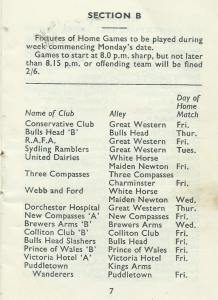 SECTION B
Fixtures of Home Games to be played during
week commencing Monday's date.
Games to start at 8.0 p.m. sharp, but not later
than 8.15 p.m. or offending team will be fined
2/6.
Day of
Home
Name of Club Alley Match
Conservative Club Great Western Fri.
Bulls Head 'B' Bulls Head Thur.
R.A.F.A. Great Western Fri.
Sydling Ramblers Great Western Tues.
United Dairies White Horse
Maiden Newton Fri.
Three Compasses Three Compasses
Charminster Fri.
Webb and Ford White Horse
Maiden Newton Wed.
Dorchester Hospital Great Western Thur.
New Compasses 'A' New Compasses Fri.
Brewers Arms 'B' Brewers Arms Wed.
Colliton Club 'B' Colliton Club Fri.
Bulls Head Slashers Bulls Head Fri.
Prince of Wales 'B' Prince of Wales Fri.
Victoria Hotel 'A' Victoria Hotel Fri.
Puddletown Kings Arms
Wanderers Puddletown Fri.
7